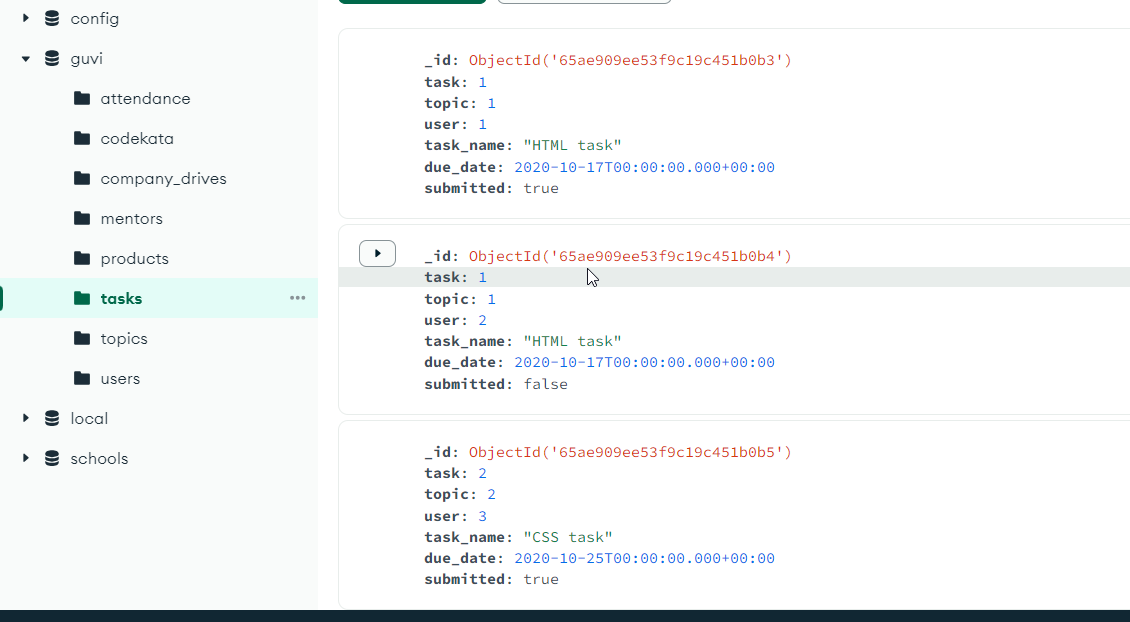 config
guvi
attendance
codekata
company_drives
mentors
products
tasks
topics
users
local
schools
_id: ObjectId('65ae909ee53f9c19c451b0b3')
task: 1
topic: 1
user: 1
task_name: "HTML task"
due_date: 2020-10-17T00:00:00.000+00:00
submitted: true
_id: ObjectId('65ae909ee53f9c19c451b0b4')
task: 1
topic: 1
user: 2
task_name: "HTML task"
due_date: 2020-10-17T00:00:00.000+00:00
submitted: false
_id: ObjectId('65ae909ee53f9c19c451b0b5')
task: 2
topic: 2
user: 3
task_name: "CSS task"
due_date: 2020-10-25T00:00:00.000+00:00
submitted: true